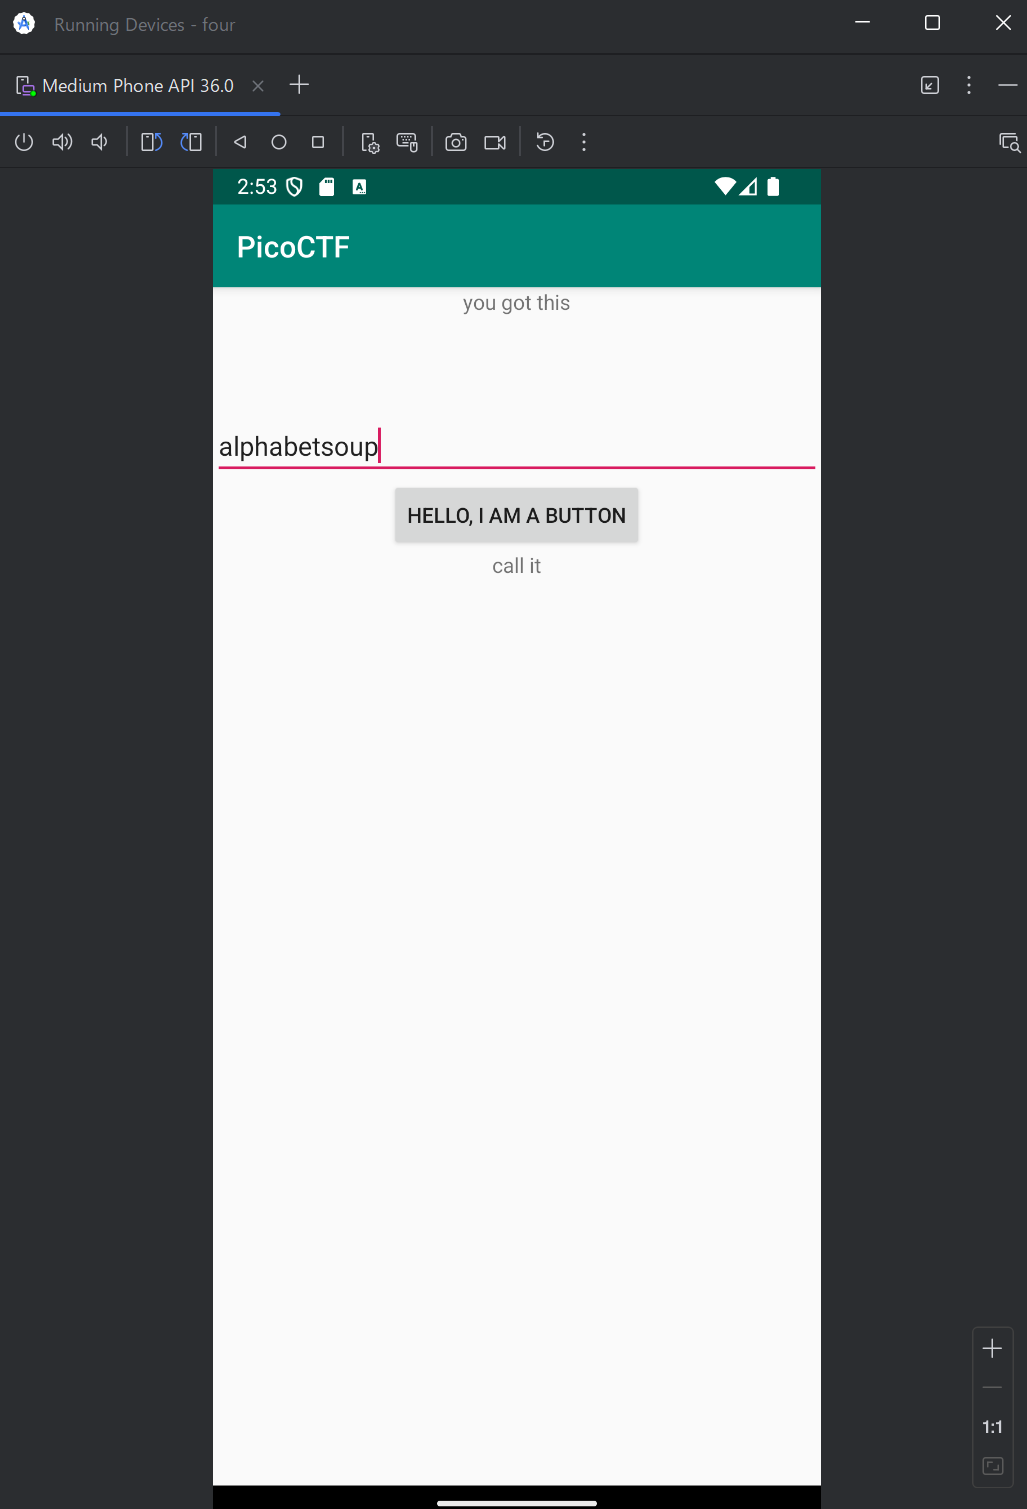 Running Devices - four
Medium Phone API 36.0
2:53
PicoCTF
you got this
alphabetsoup
HELLO, I AM A BUTTON
call it
1:1